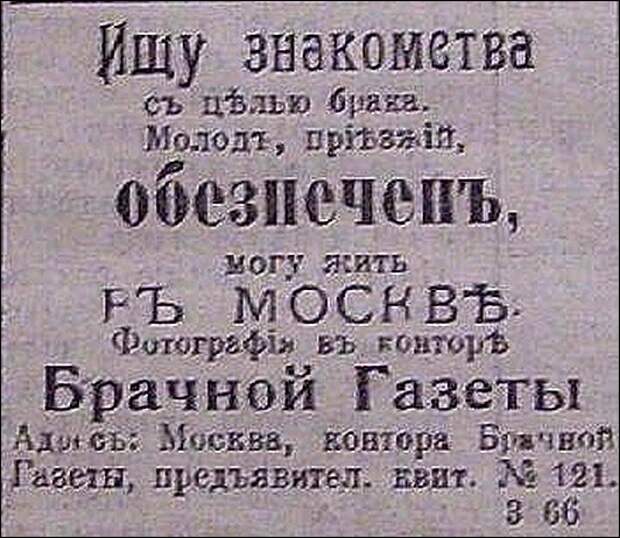 Ищу знакомства
съ цѣлью брака.
Молодъ, пріѣзжій,
обезпеченъ,
могу жить
ВЪ МОСКВѢ.
Фотографія въ конторѣ
Брачной Газеты
Адресъ: Москва, контора Брачной
Газеты, предъявител. квит. № 121.
3 66